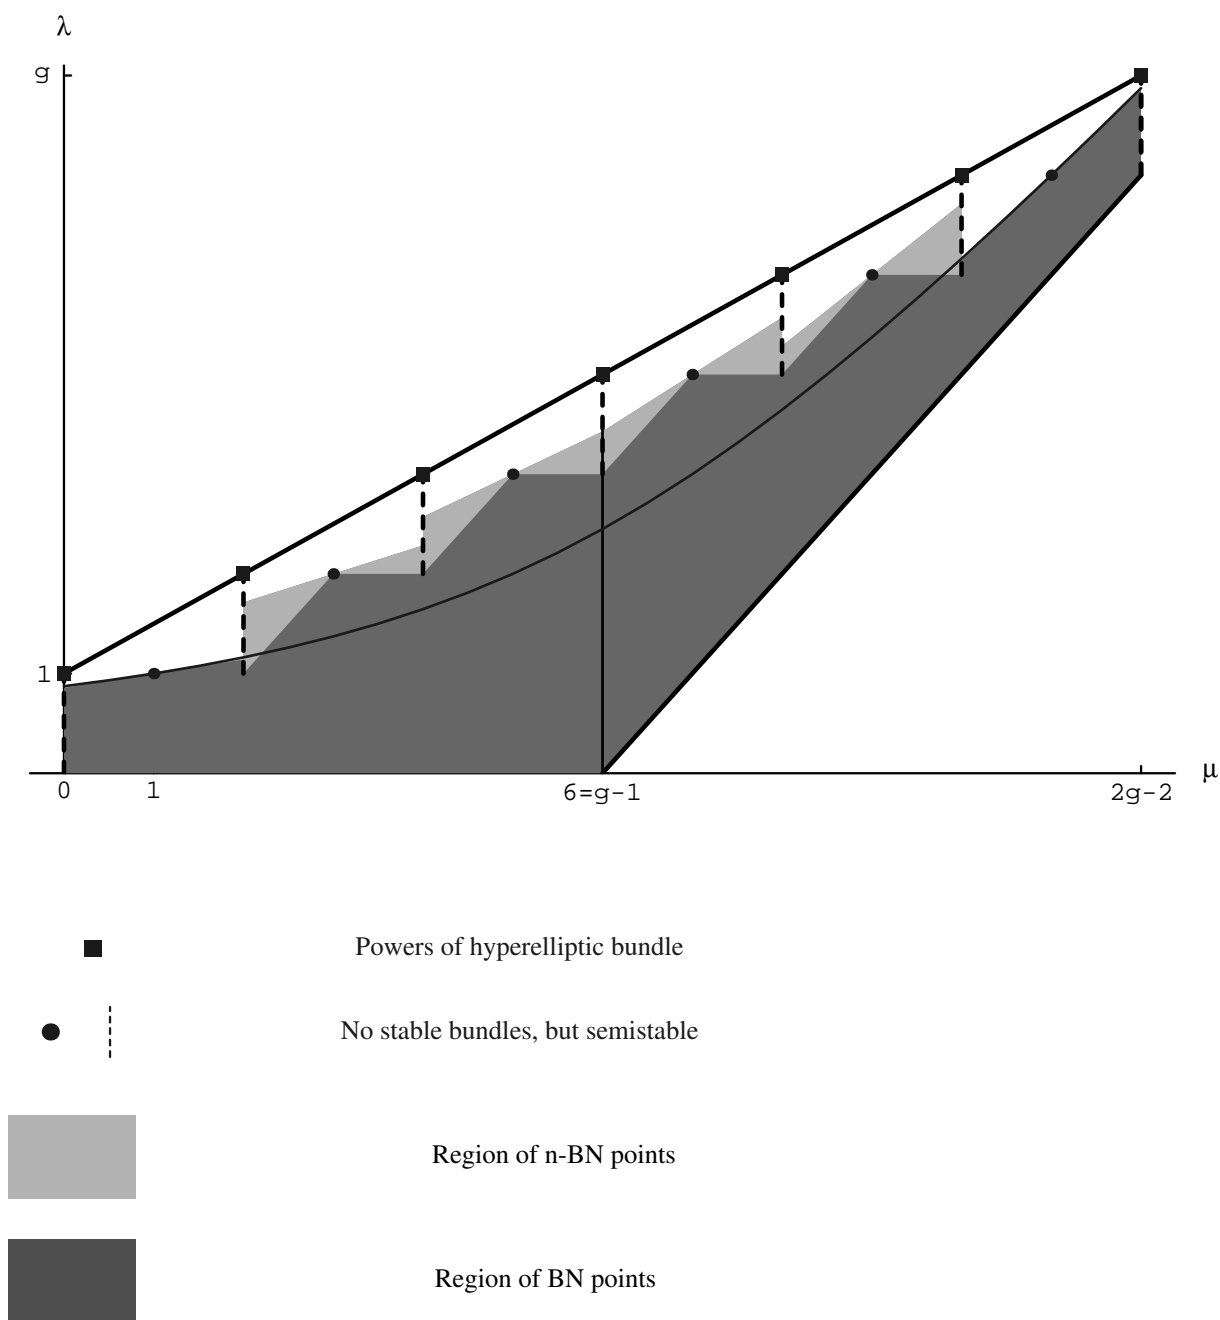 λ
g
1
0 1 6=g-1 2g-2 μ
Powers of hyperelliptic bundle
No stable bundles, but semistable
Region of n-BN points
Region of BN points